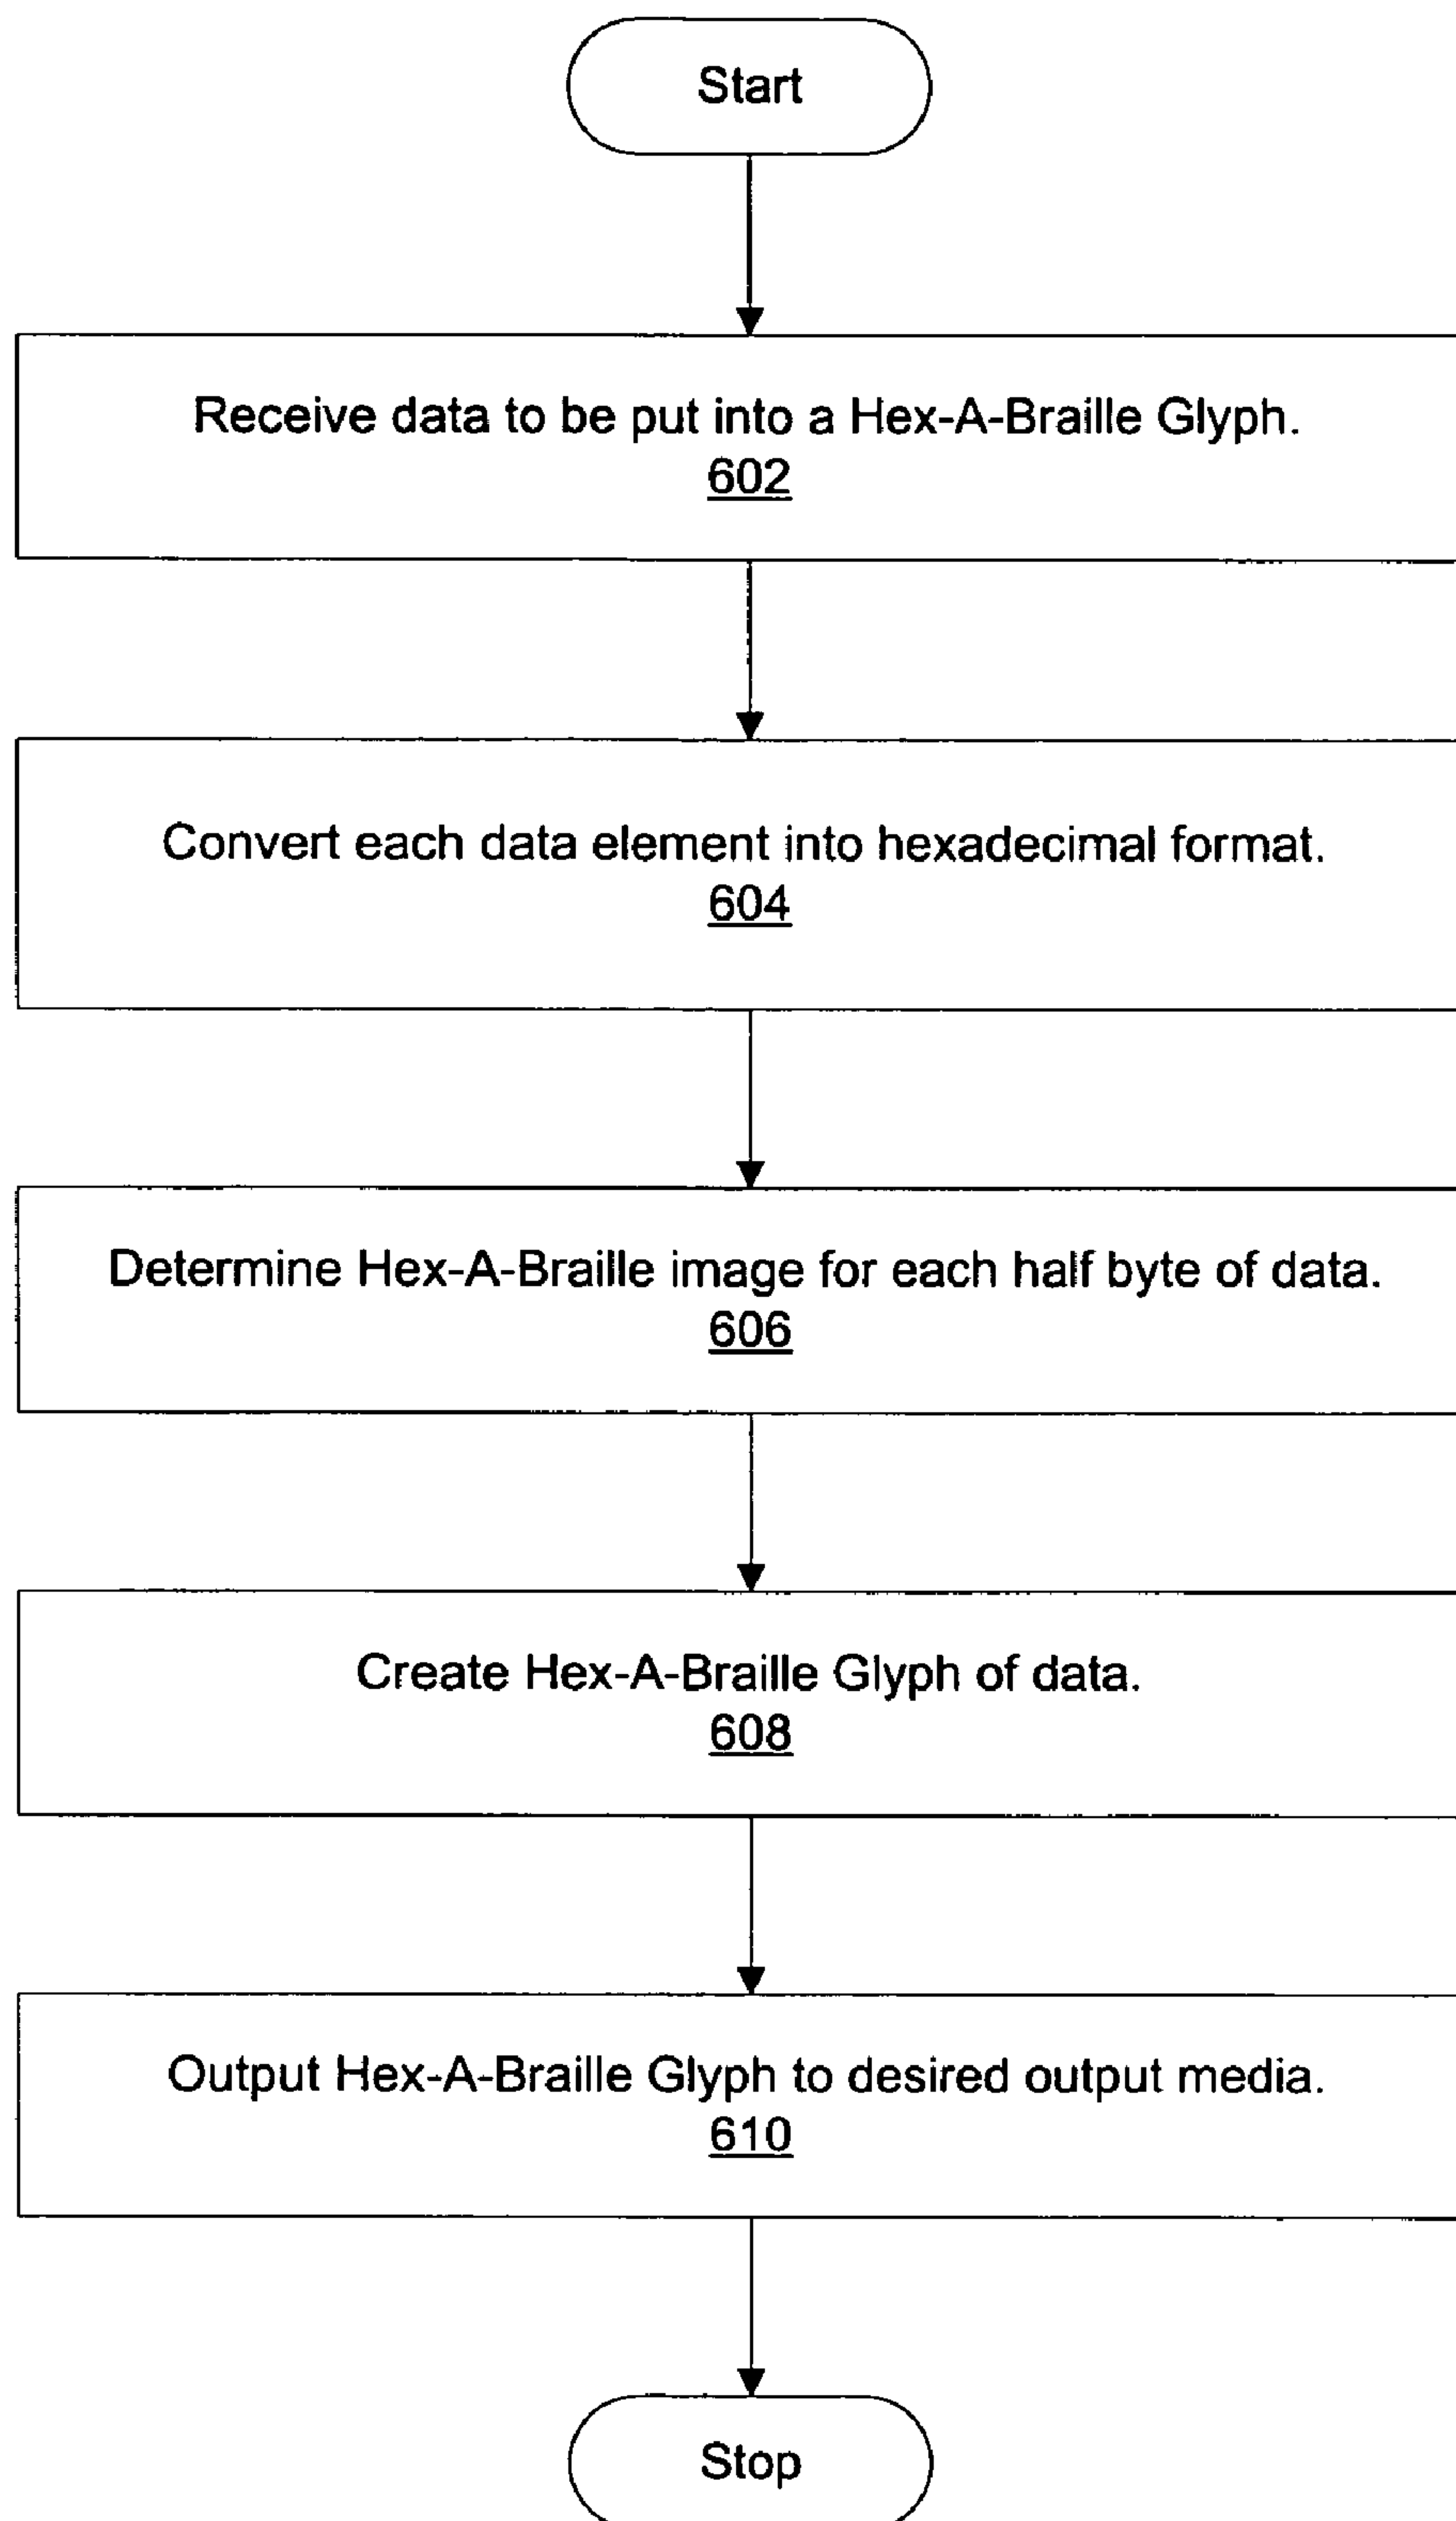 Start
Receive data to be put into a Hex-A-Braille Glyph.
602
Convert each data element into hexadecimal format.
604
Determine Hex-A-Braille image for each half byte of data.
606
Create Hex-A-Braille Glyph of data.
608
Output Hex-A-Braille Glyph to desired output media.
610
Stop